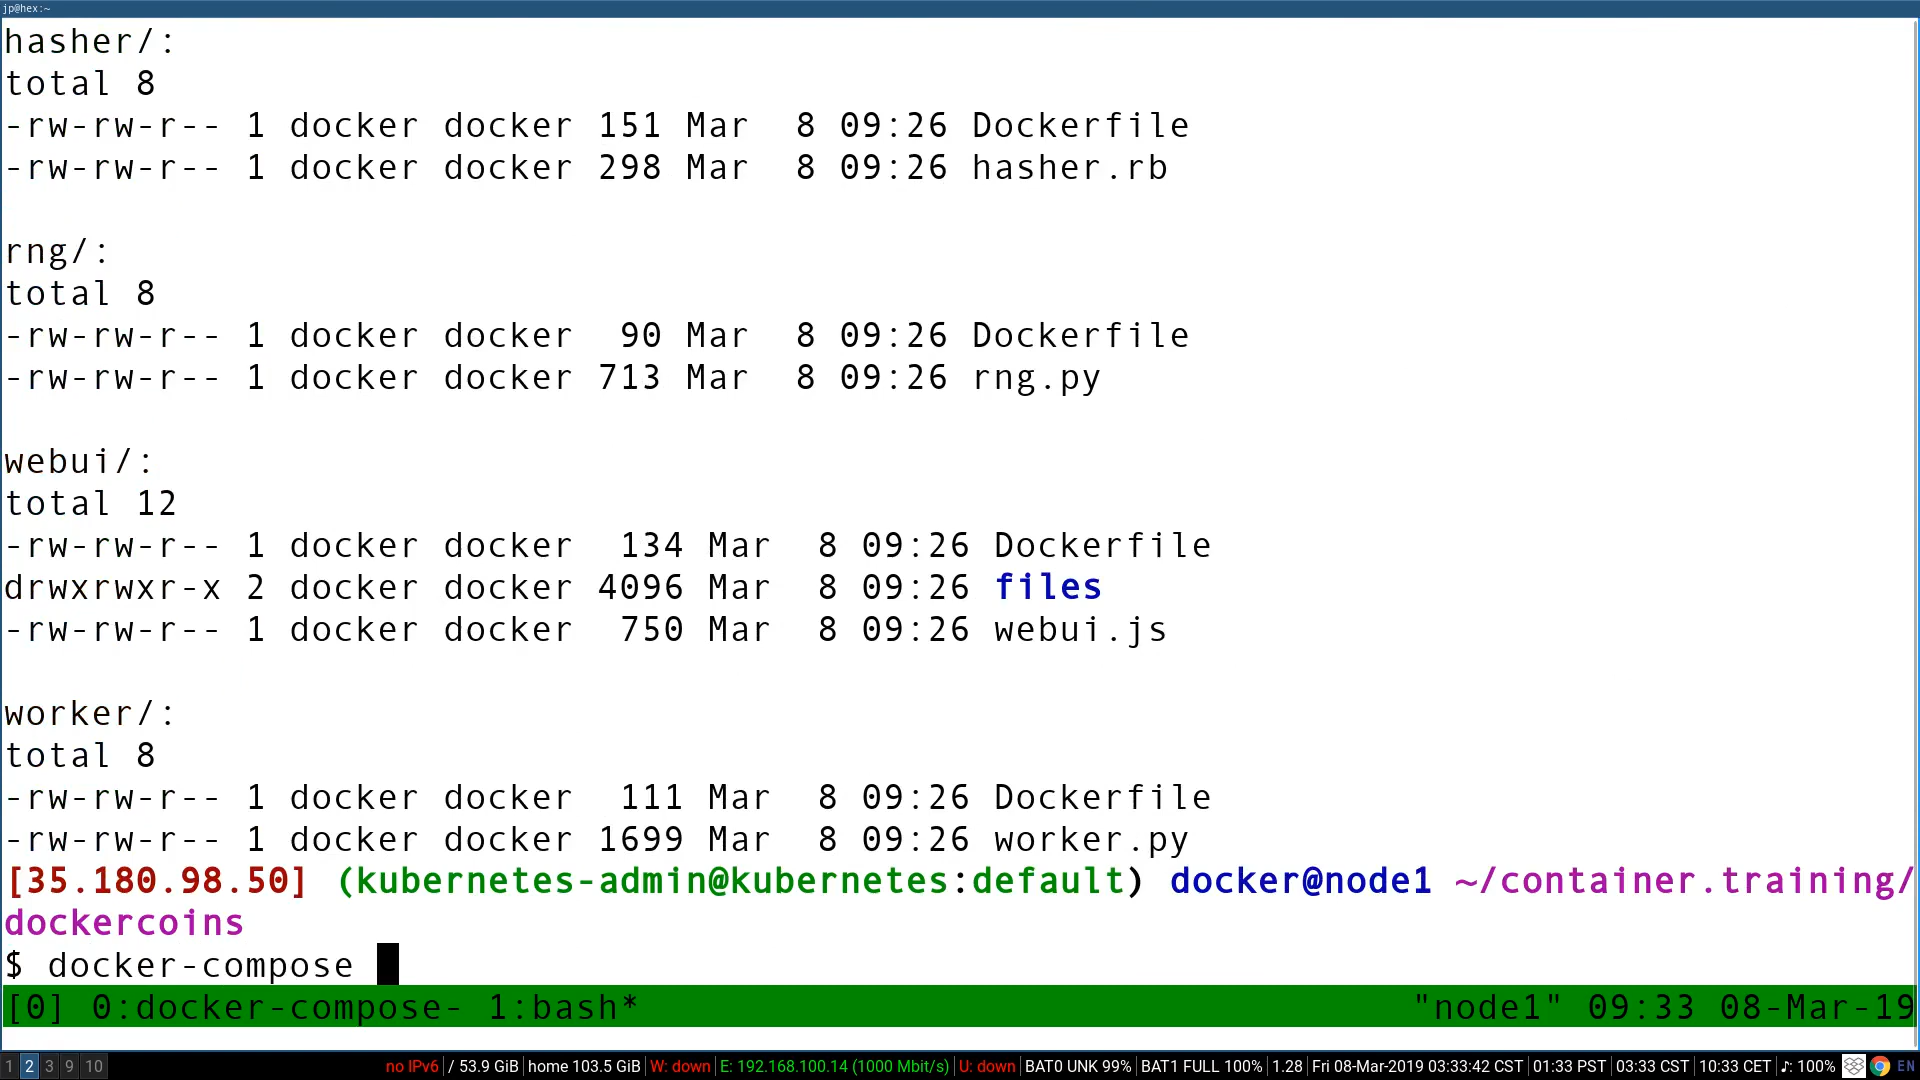 jp@hex:~
hasher/:
total 8
-rw-rw-r-- 1 docker docker 151 Mar  8 09:26 Dockerfile
-rw-rw-r-- 1 docker docker 298 Mar  8 09:26 hasher.rb
rng/:
total 8
-rw-rw-r-- 1 docker docker  90 Mar  8 09:26 Dockerfile
-rw-rw-r-- 1 docker docker 713 Mar  8 09:26 rng.py
webui/:
total 12
-rw-rw-r-- 1 docker docker  134 Mar  8 09:26 Dockerfile
drwxrwxr-x 2 docker docker 4096 Mar  8 09:26 files
-rw-rw-r-- 1 docker docker  750 Mar  8 09:26 webui.js
worker/:
total 8
-rw-rw-r-- 1 docker docker  111 Mar  8 09:26 Dockerfile
-rw-rw-r-- 1 docker docker 1699 Mar  8 09:26 worker.py
[35.180.98.50] (kubernetes-admin@kubernetes:default) docker@node1 ~/container.training/
dockercoins
$ docker-compose
[0] 0:docker-compose- 1:bash* "node1" 09:33 08-Mar-19
1 2 3 9 10 no IPv6 | / 53.9 GiB | home 103.5 GiB | W: down | E: 192.168.100.14 (1000 Mbit/s) | U: down | BAT0 UNK 99% | BAT1 FULL 100% | 1.28 | Fri 08-Mar-2019 03:33:42 CST | 01:33 PST | 03:33 CST | 10:33 CET | ♪: 100% EN